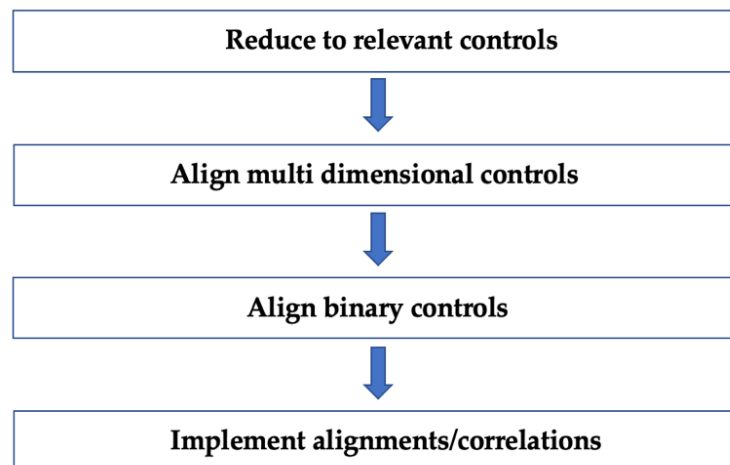 Reduce to relevant controls
Align multi dimensional controls
Align binary controls
Implement alignments/correlations